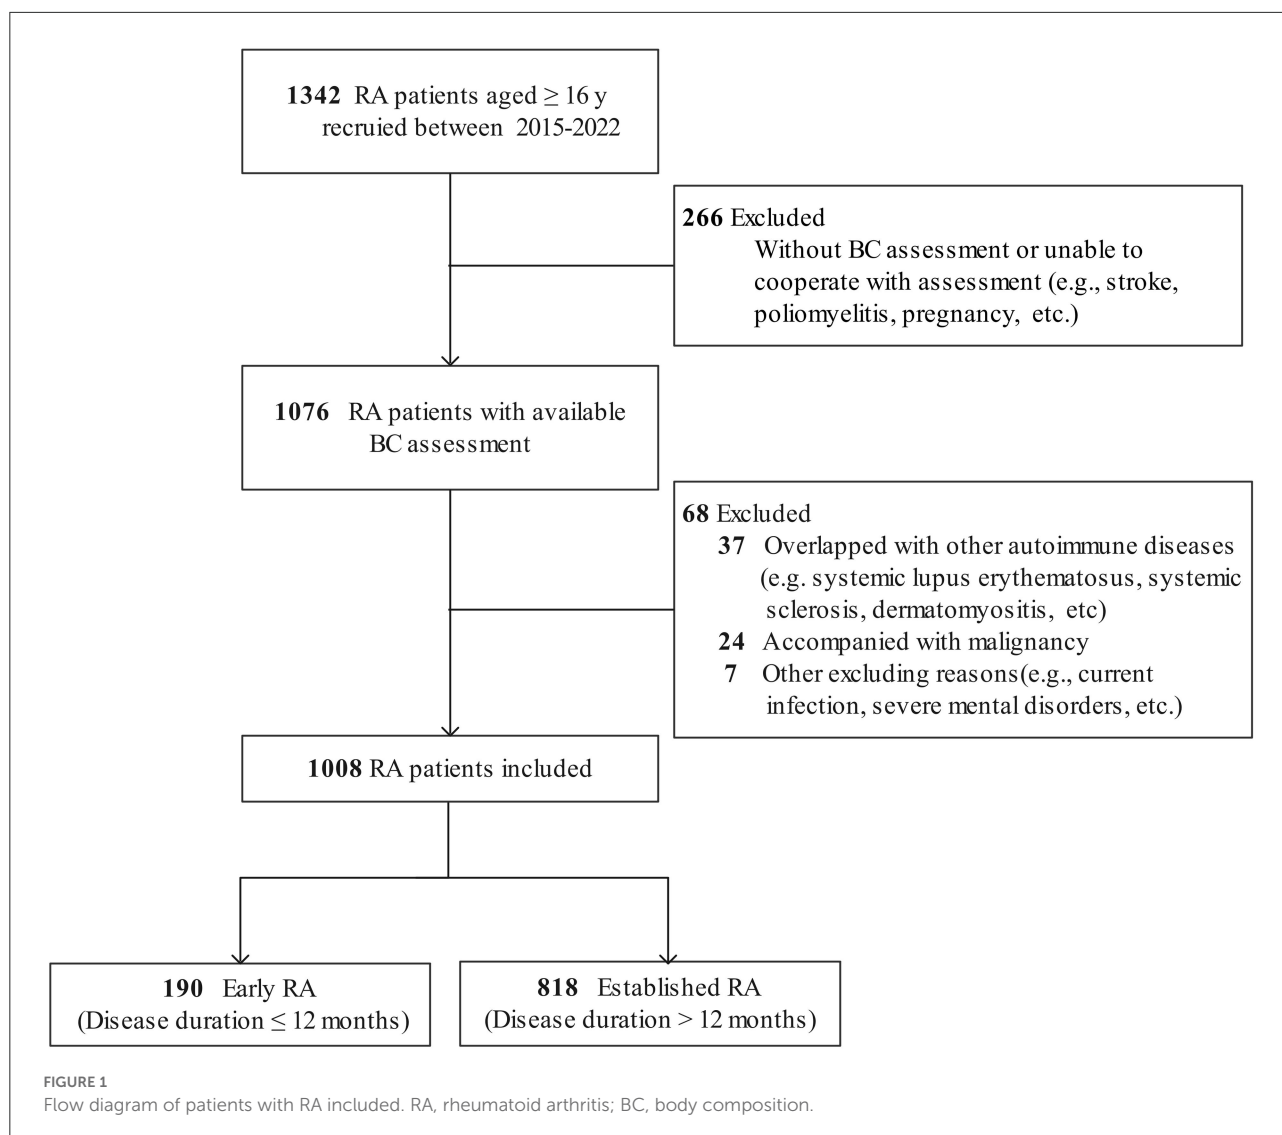 1342 RA patients aged ≥ 16 y
recruied between 2015-2022
266 Excluded
Without BC assessment or unable to
cooperate with assessment (e.g., stroke,
poliomyelitis, pregnancy, etc.)
1076 RA patients with available
BC assessment
68 Excluded
37 Overlapped with other autoimmune diseases
(e.g. systemic lupus erythematosus, systemic
sclerosis, dermatomyositis, etc)
24 Accompanied with malignancy
7 Other excluding reasons(e.g., current
infection, severe mental disorders, etc.)
1008 RA patients included
190 Early RA
(Disease duration ≤ 12 months)
818 Established RA
(Disease duration > 12 months)
FIGURE 1
Flow diagram of patients with RA included. RA, rheumatoid arthritis; BC, body composition.